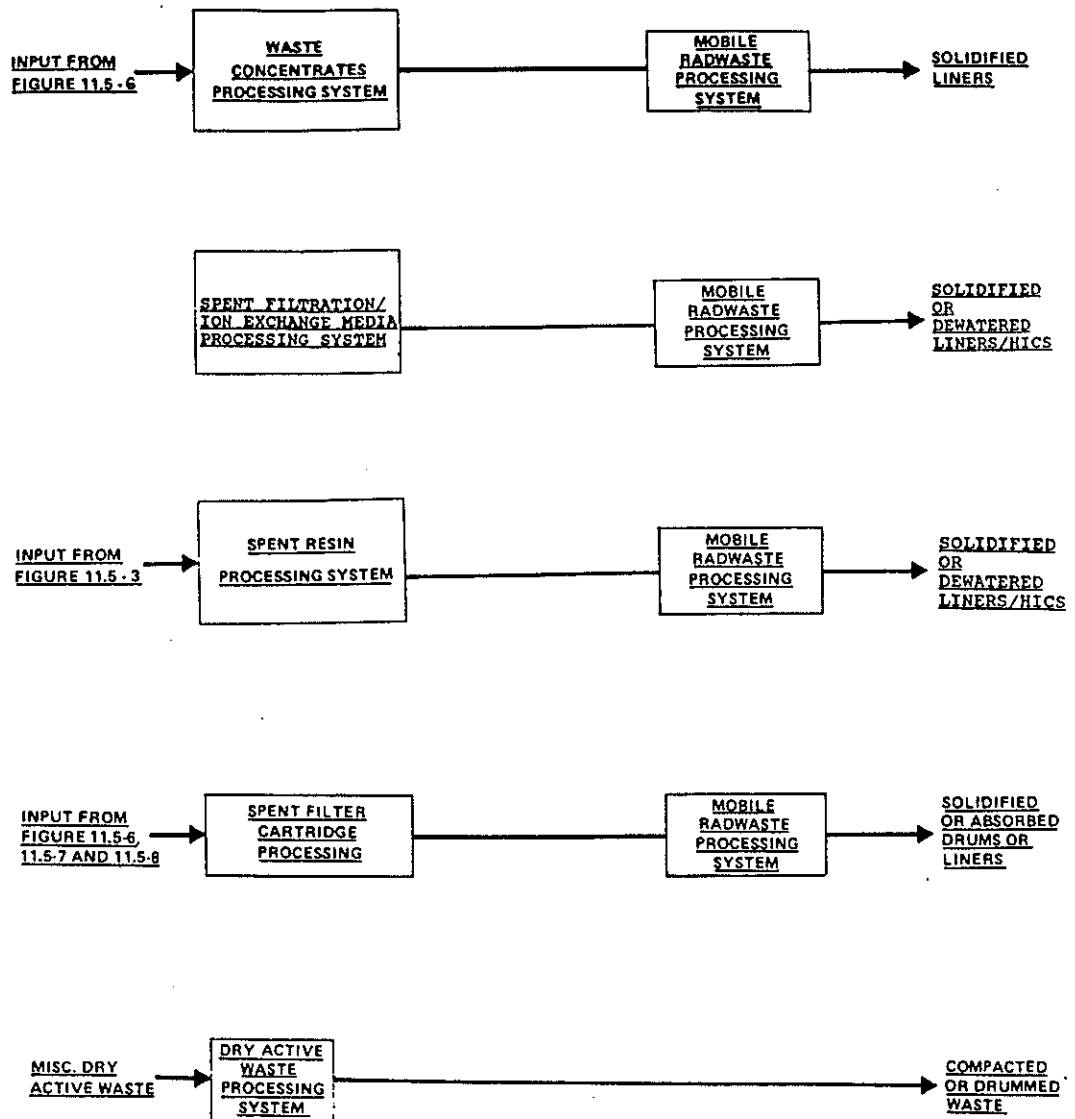 INPUT FROM
FIGURE 11.5-6
WASTE
CONCENTRATES
PROCESSING SYSTEM
MOBILE
RADWASTE
PROCESSING
SYSTEM
SOLIDIFIED
LINERS
SPENT FILTRATION/
ION EXCHANGE MEDIA
PROCESSING SYSTEM
MOBILE
RADWASTE
PROCESSING
SYSTEM
SOLIDIFIED
OR
DEWATERED
LINERS/HICS
INPUT FROM
FIGURE 11.5-3
SPENT RESIN
PROCESSING SYSTEM
MOBILE
RADWASTE
PROCESSING
SYSTEM
SOLIDIFIED
OR
DEWATERED
LINERS/HICS
INPUT FROM
FIGURE 11.5-6,
11.5-7 AND 11.5-8
SPENT FILTER
CARTRIDGE
PROCESSING
MOBILE
RADWASTE
PROCESSING
SYSTEM
SOLIDIFIED
OR ABSORBED
DRUMS OR
LINERS
MISC. DRY
ACTIVE WASTE
DRY ACTIVE
WASTE
PROCESSING
SYSTEM
COMPACTED
OR DRUMMED
WASTE